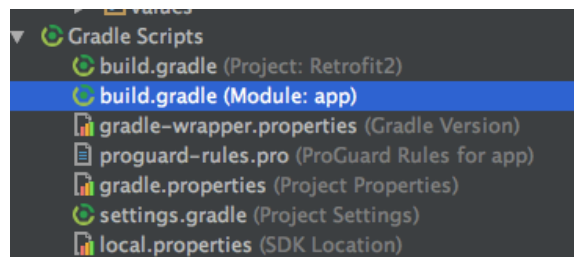 values
Gradle Scripts
build.gradle (Project: Retrofit2)
build.gradle (Module: app)
gradle-wrapper.properties (Gradle Version)
proguard-rules.pro (ProGuard Rules for app)
gradle.properties (Project Properties)
settings.gradle (Project Settings)
local.properties (SDK Location)